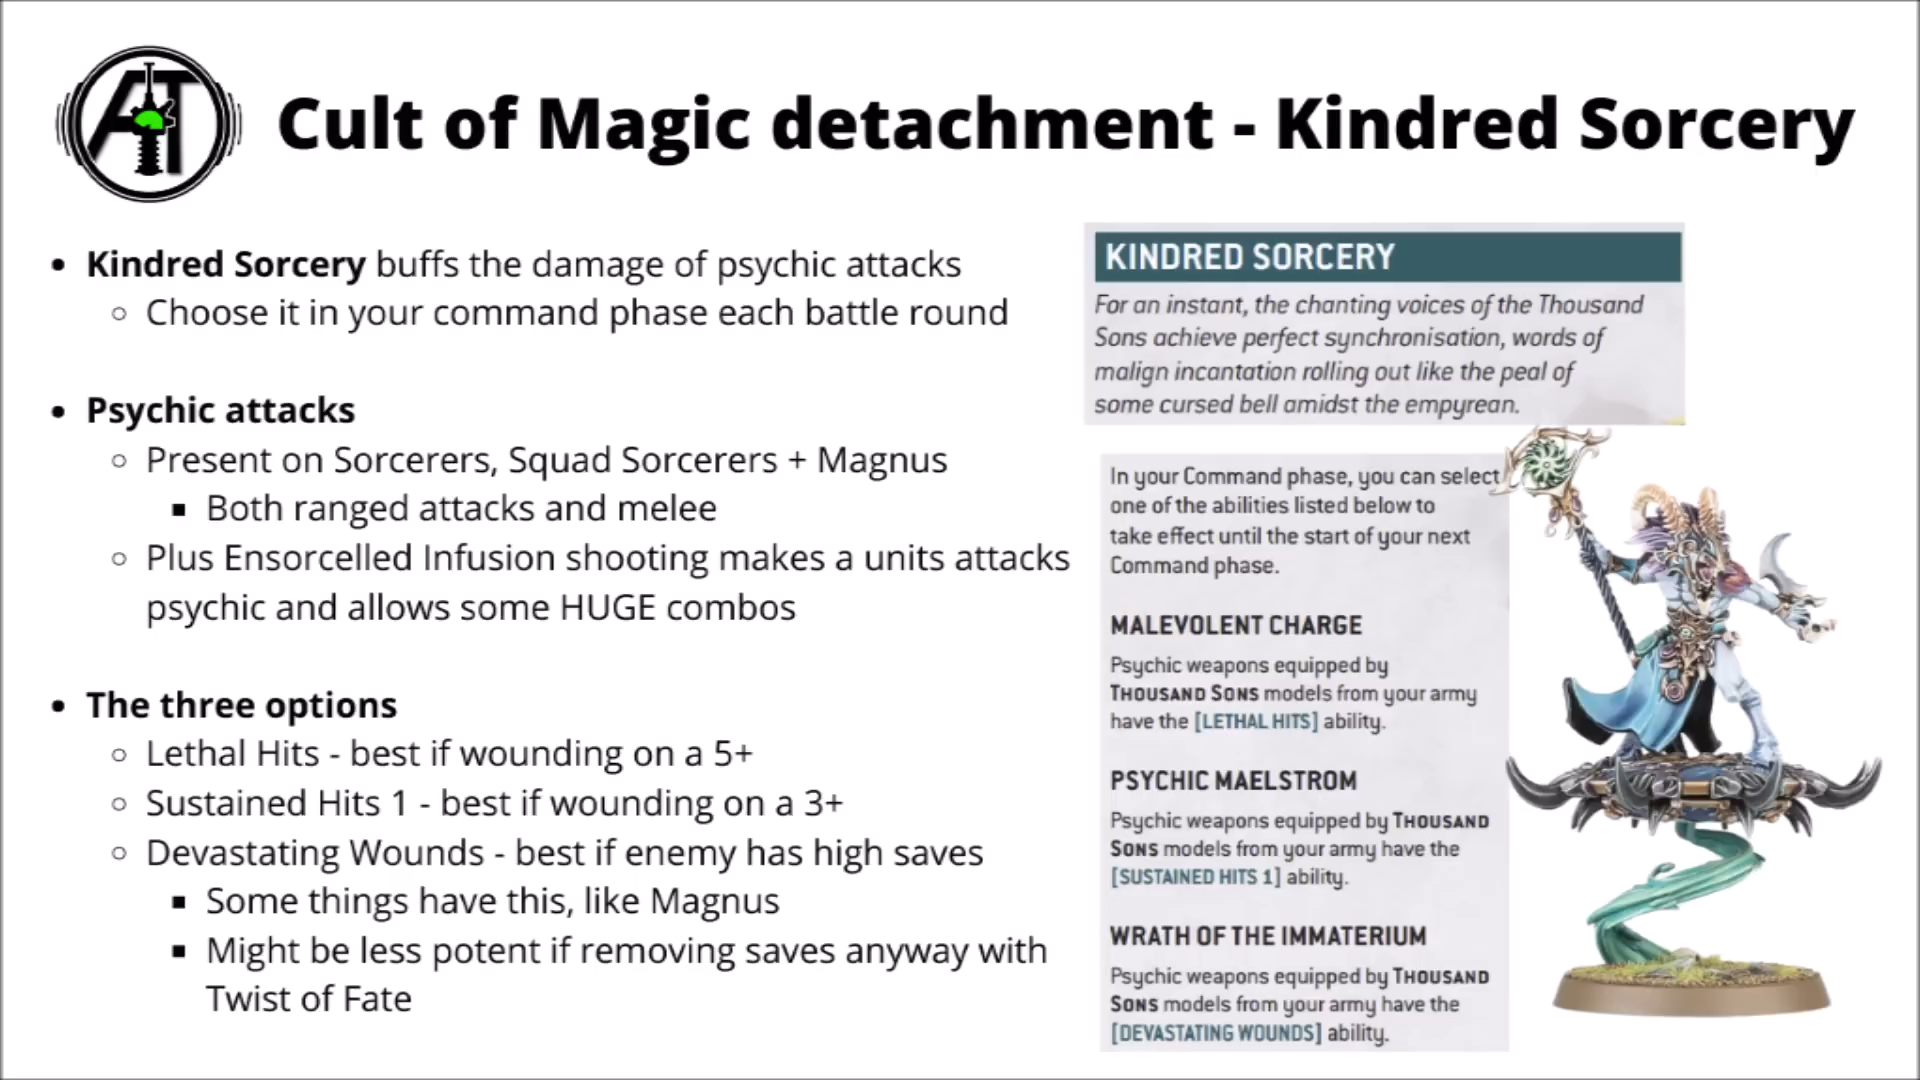 AT
Cult of Magic detachment - Kindred Sorcery
• Kindred Sorcery buffs the damage of psychic attacks
○ Choose it in your command phase each battle round
• Psychic attacks
○ Present on Sorcerers, Squad Sorcerers + Magnus
▪ Both ranged attacks and melee
○ Plus Ensorcelled Infusion shooting makes a units attacks
psychic and allows some HUGE combos
• The three options
○ Lethal Hits - best if wounding on a 5+
○ Sustained Hits 1 - best if wounding on a 3+
○ Devastating Wounds - best if enemy has high saves
▪ Some things have this, like Magnus
▪ Might be less potent if removing saves anyway with
Twist of Fate
KINDRED SORCERY
For an instant, the chanting voices of the Thousand
Sons achieve perfect synchronisation, words of
malign incantation rolling out like the peal of
some cursed bell amidst the empyrean.
In your Command phase, you can select
one of the abilities listed below to
take effect until the start of your next
Command phase.
MALEVOLENT CHARGE
Psychic weapons equipped by
THOUSAND SONS models from your army
have the [LETHAL HITS] ability.
PSYCHIC MAELSTROM
Psychic weapons equipped by THOUSAND
SONS models from your army have the
[SUSTAINED HITS 1] ability.
WRATH OF THE IMMATERIUM
Psychic weapons equipped by THOUSAND
SONS models from your army have the
[DEVASTATING WOUNDS] ability.